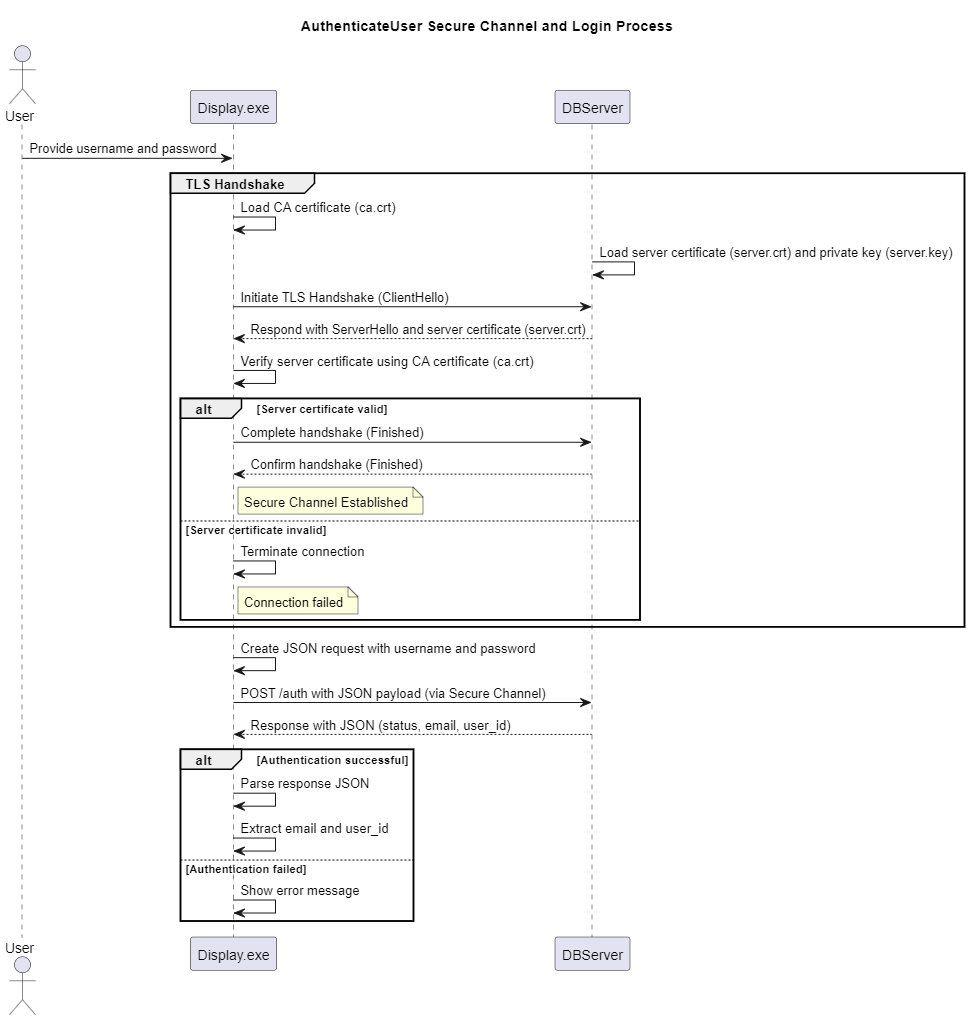 AuthenticateUser Secure Channel and Login Process
User
Display.exe
DBServer
Provide username and password
TLS Handshake
Load CA certificate (ca.crt)
Load server certificate (server.crt) and private key (server.key)
Initiate TLS Handshake (ClientHello)
Respond with ServerHello and server certificate (server.crt)
Verify server certificate using CA certificate (ca.crt)
alt
[Server certificate valid]
Complete handshake (Finished)
Confirm handshake (Finished)
Secure Channel Established
[Server certificate invalid]
Terminate connection
Connection failed
Create JSON request with username and password
POST /auth with JSON payload (via Secure Channel)
Response with JSON (status, email, user_id)
alt
[Authentication successful]
Parse response JSON
Extract email and user_id
[Authentication failed]
Show error message
User
Display.exe
DBServer